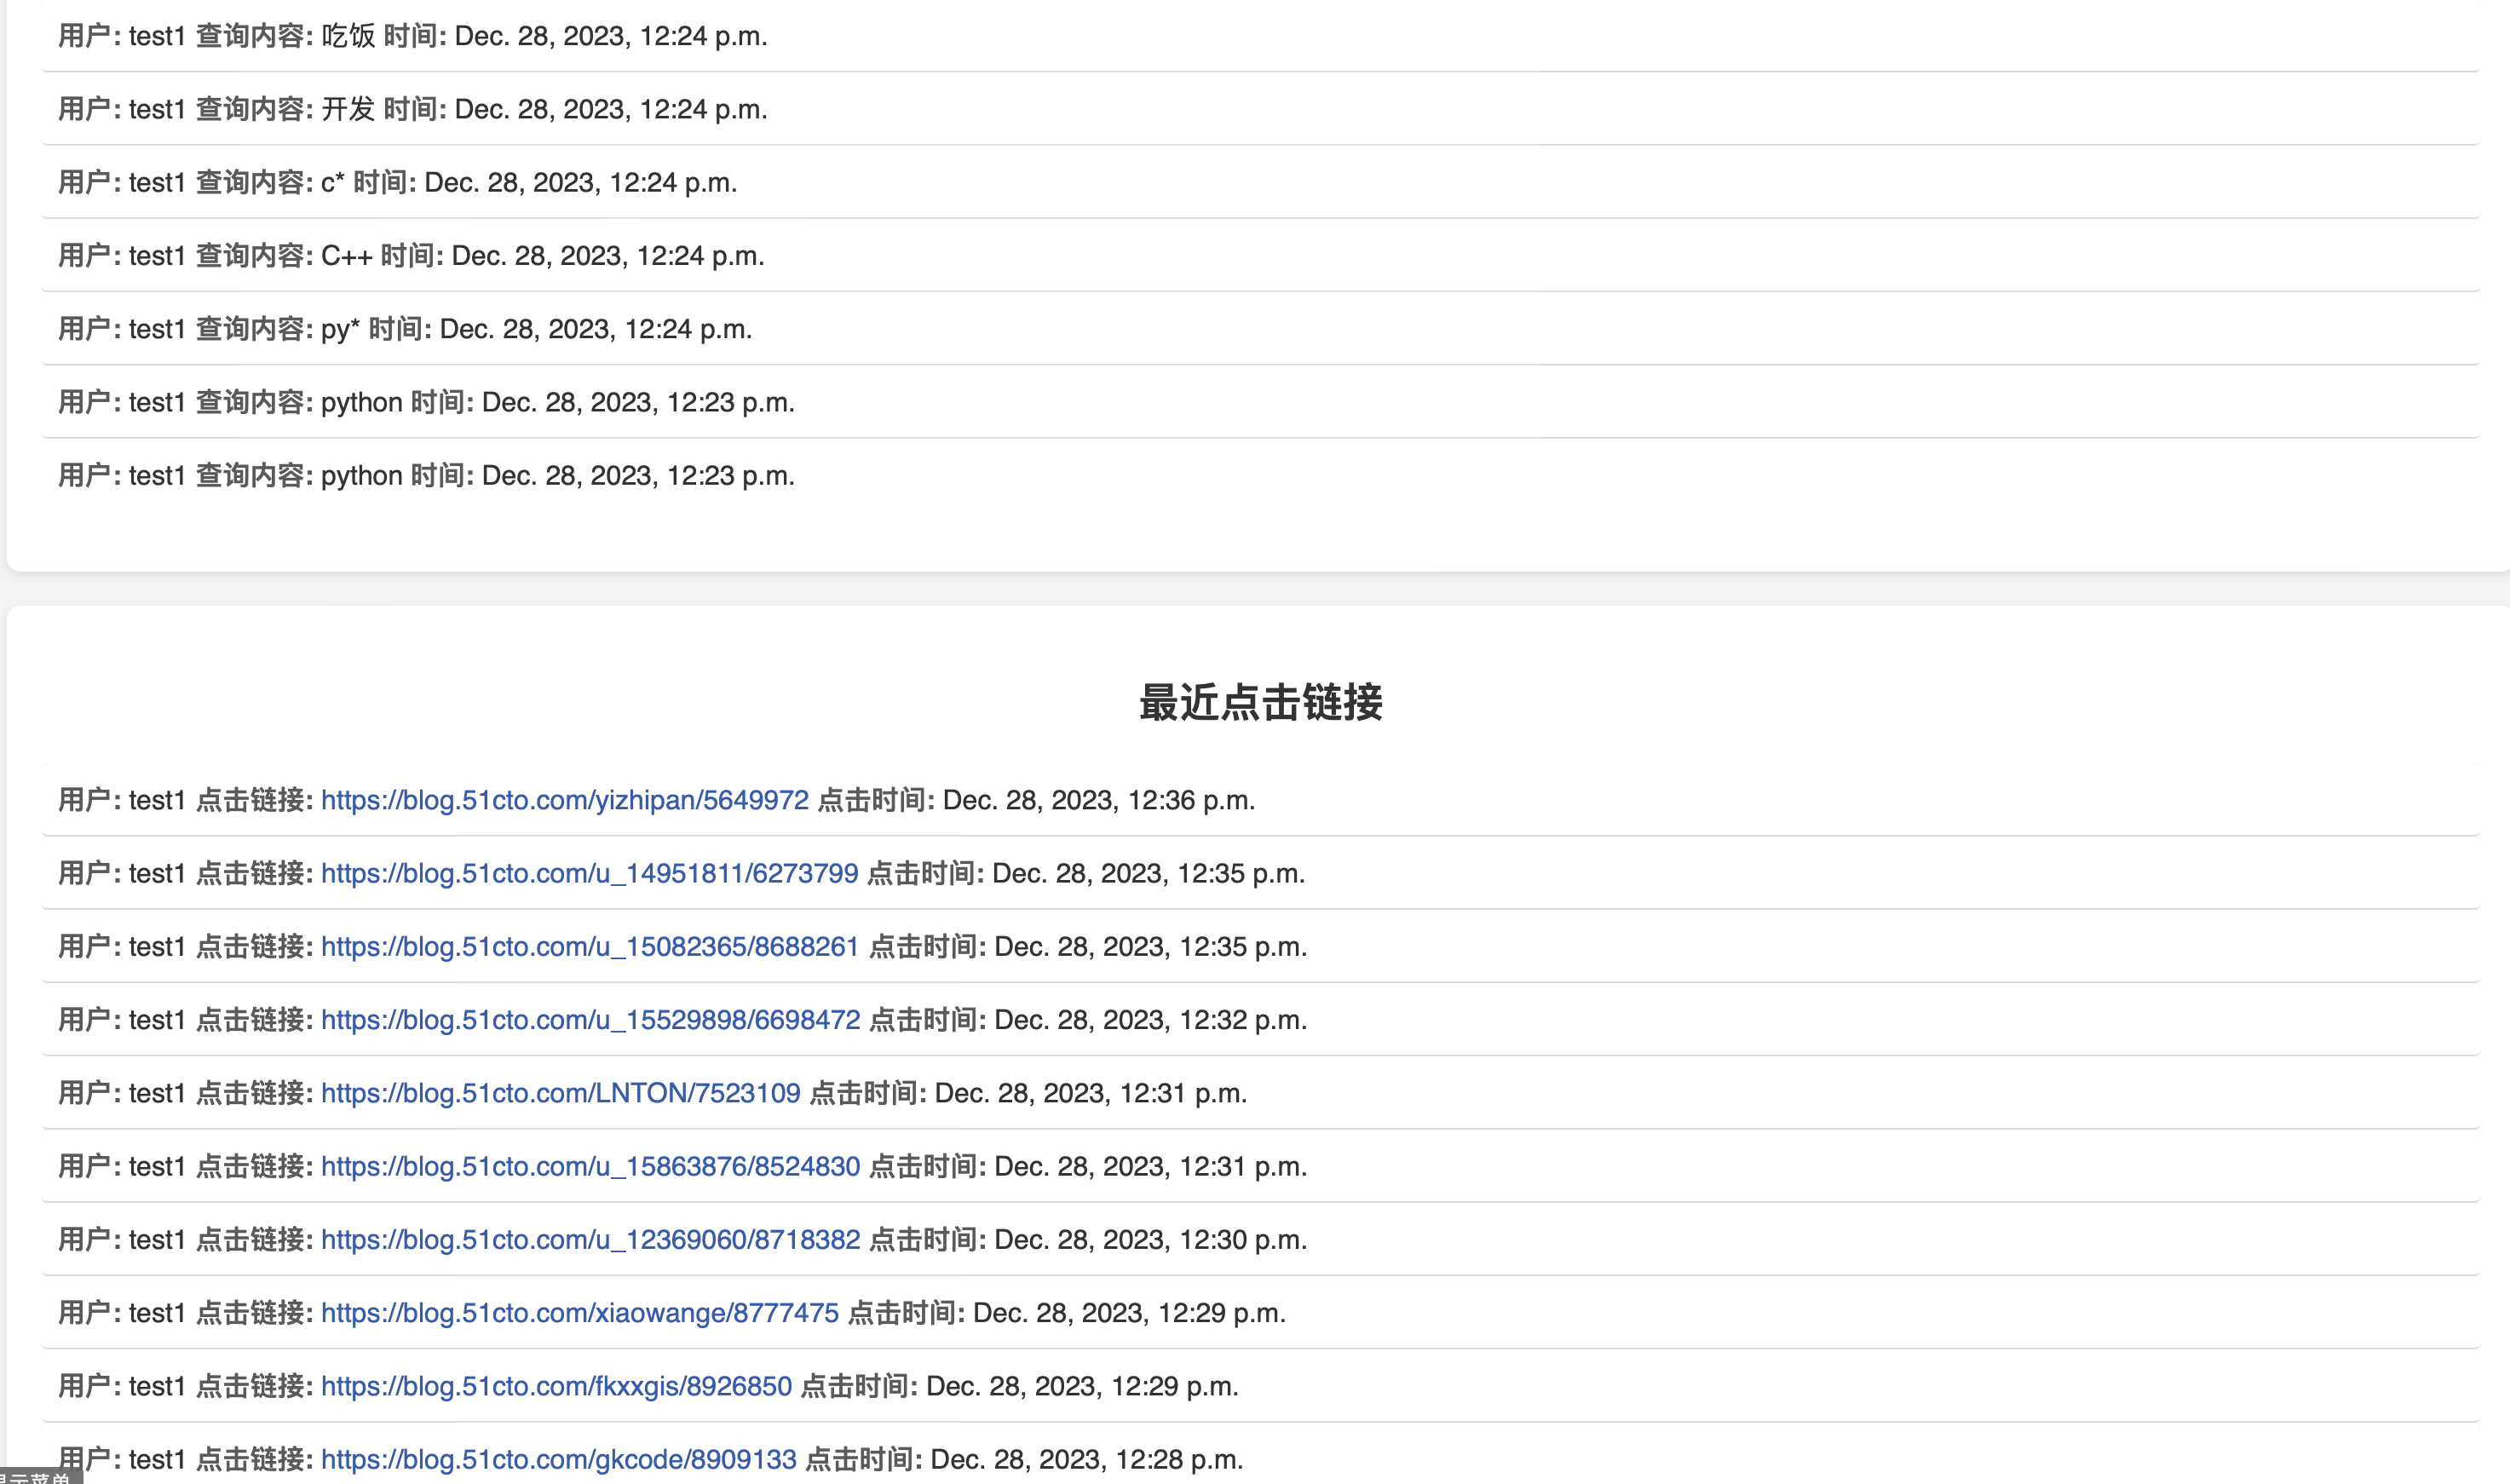 用户: test1 查询内容: 吃饭 时间: Dec. 28, 2023, 12:24 p.m.
用户: test1 查询内容: 开发 时间: Dec. 28, 2023, 12:24 p.m.
用户: test1 查询内容: c* 时间: Dec. 28, 2023, 12:24 p.m.
用户: test1 查询内容: C++ 时间: Dec. 28, 2023, 12:24 p.m.
用户: test1 查询内容: py* 时间: Dec. 28, 2023, 12:24 p.m.
用户: test1 查询内容: python 时间: Dec. 28, 2023, 12:23 p.m.
用户: test1 查询内容: python 时间: Dec. 28, 2023, 12:23 p.m.
最近点击链接
用户: test1 点击链接: https://blog.51cto.com/yizhipan/5649972 点击时间: Dec. 28, 2023, 12:36 p.m.
用户: test1 点击链接: https://blog.51cto.com/u_14951811/6273799 点击时间: Dec. 28, 2023, 12:35 p.m.
用户: test1 点击链接: https://blog.51cto.com/u_15082365/8688261 点击时间: Dec. 28, 2023, 12:35 p.m.
用户: test1 点击链接: https://blog.51cto.com/u_15529898/6698472 点击时间: Dec. 28, 2023, 12:32 p.m.
用户: test1 点击链接: https://blog.51cto.com/LNTON/7523109 点击时间: Dec. 28, 2023, 12:31 p.m.
用户: test1 点击链接: https://blog.51cto.com/u_15863876/8524830 点击时间: Dec. 28, 2023, 12:31 p.m.
用户: test1 点击链接: https://blog.51cto.com/u_12369060/8718382 点击时间: Dec. 28, 2023, 12:30 p.m.
用户: test1 点击链接: https://blog.51cto.com/xiaowange/8777475 点击时间: Dec. 28, 2023, 12:29 p.m.
用户: test1 点击链接: https://blog.51cto.com/fkxxgis/8926850 点击时间: Dec. 28, 2023, 12:29 p.m.
用户: test1 点击链接: https://blog.51cto.com/gkcode/8909133 点击时间: Dec. 28, 2023, 12:28 p.m.